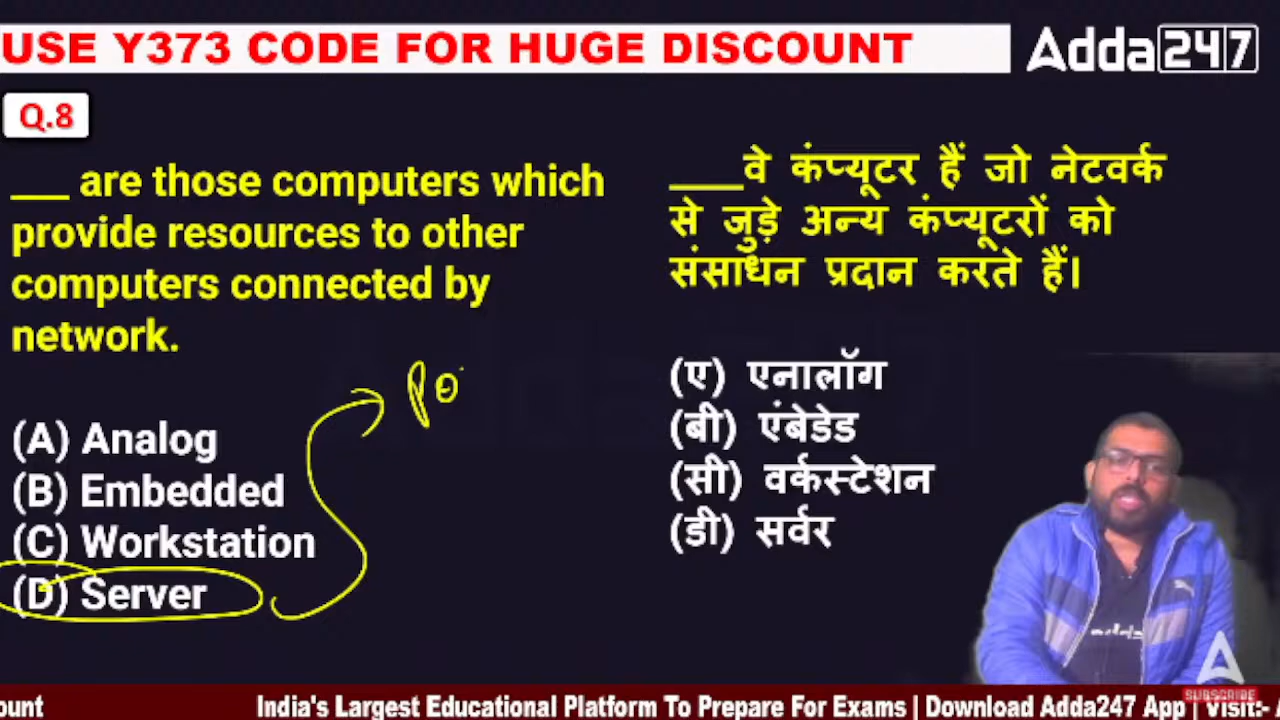 USE Y373 CODE FOR HUGE DISCOUNT
Adda247
Q.8
___ are those computers which
provide resources to other
computers connected by
network.
(A) Analog
(B) Embedded
(C) Workstation
(D) Server
____वे कंप्यूटर हैं जो नेटवर्क
से जुड़े अन्य कंप्यूटरों को
संसाधन प्रदान करते हैं।
(ए) एनालॉग
(बी) एंबेडेड
(सी) वर्कस्टेशन
(डी) सर्वर
SUBSCRIBE
ount
India's Largest Educational Platform To Prepare For Exams | Download Adda247 App | Visit:-